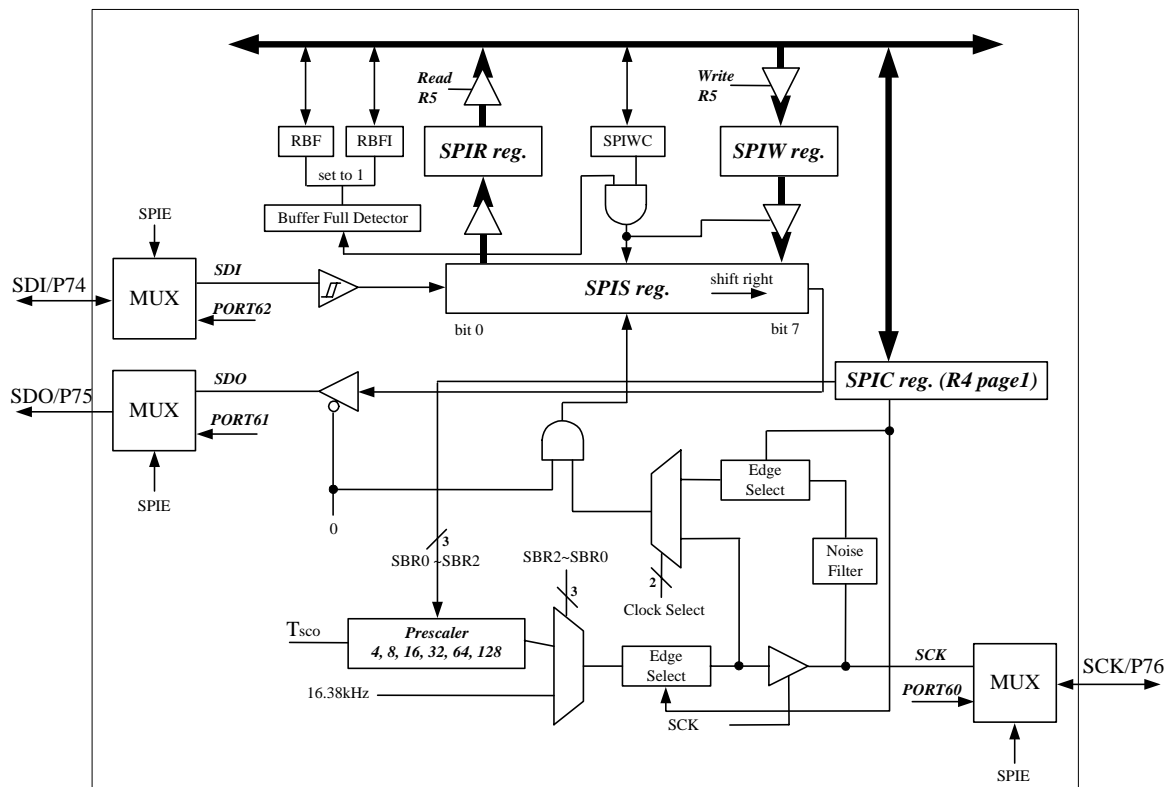 Read
R5
Write
R5
RBF
RBFI
SPIR reg.
SPIWC
SPIW reg.
set to 1
Buffer Full Detector
SPIE
SDI/P74
MUX
SDI
PORT62
SPIS reg.
shift right
bit 0
bit 7
SDO/P75
MUX
SDO
PORT61
SPIE
0
SPIC reg. (R4 page1)
Edge
Select
Noise
Filter
3
SBR0 ~SBR2
SBR2~SBR0
3
2
Clock Select
Tsco
Prescaler
4, 8, 16, 32, 64, 128
16.38kHz
Edge
Select
SCK
SCK
PORT60
MUX
SCK/P76
SPIE